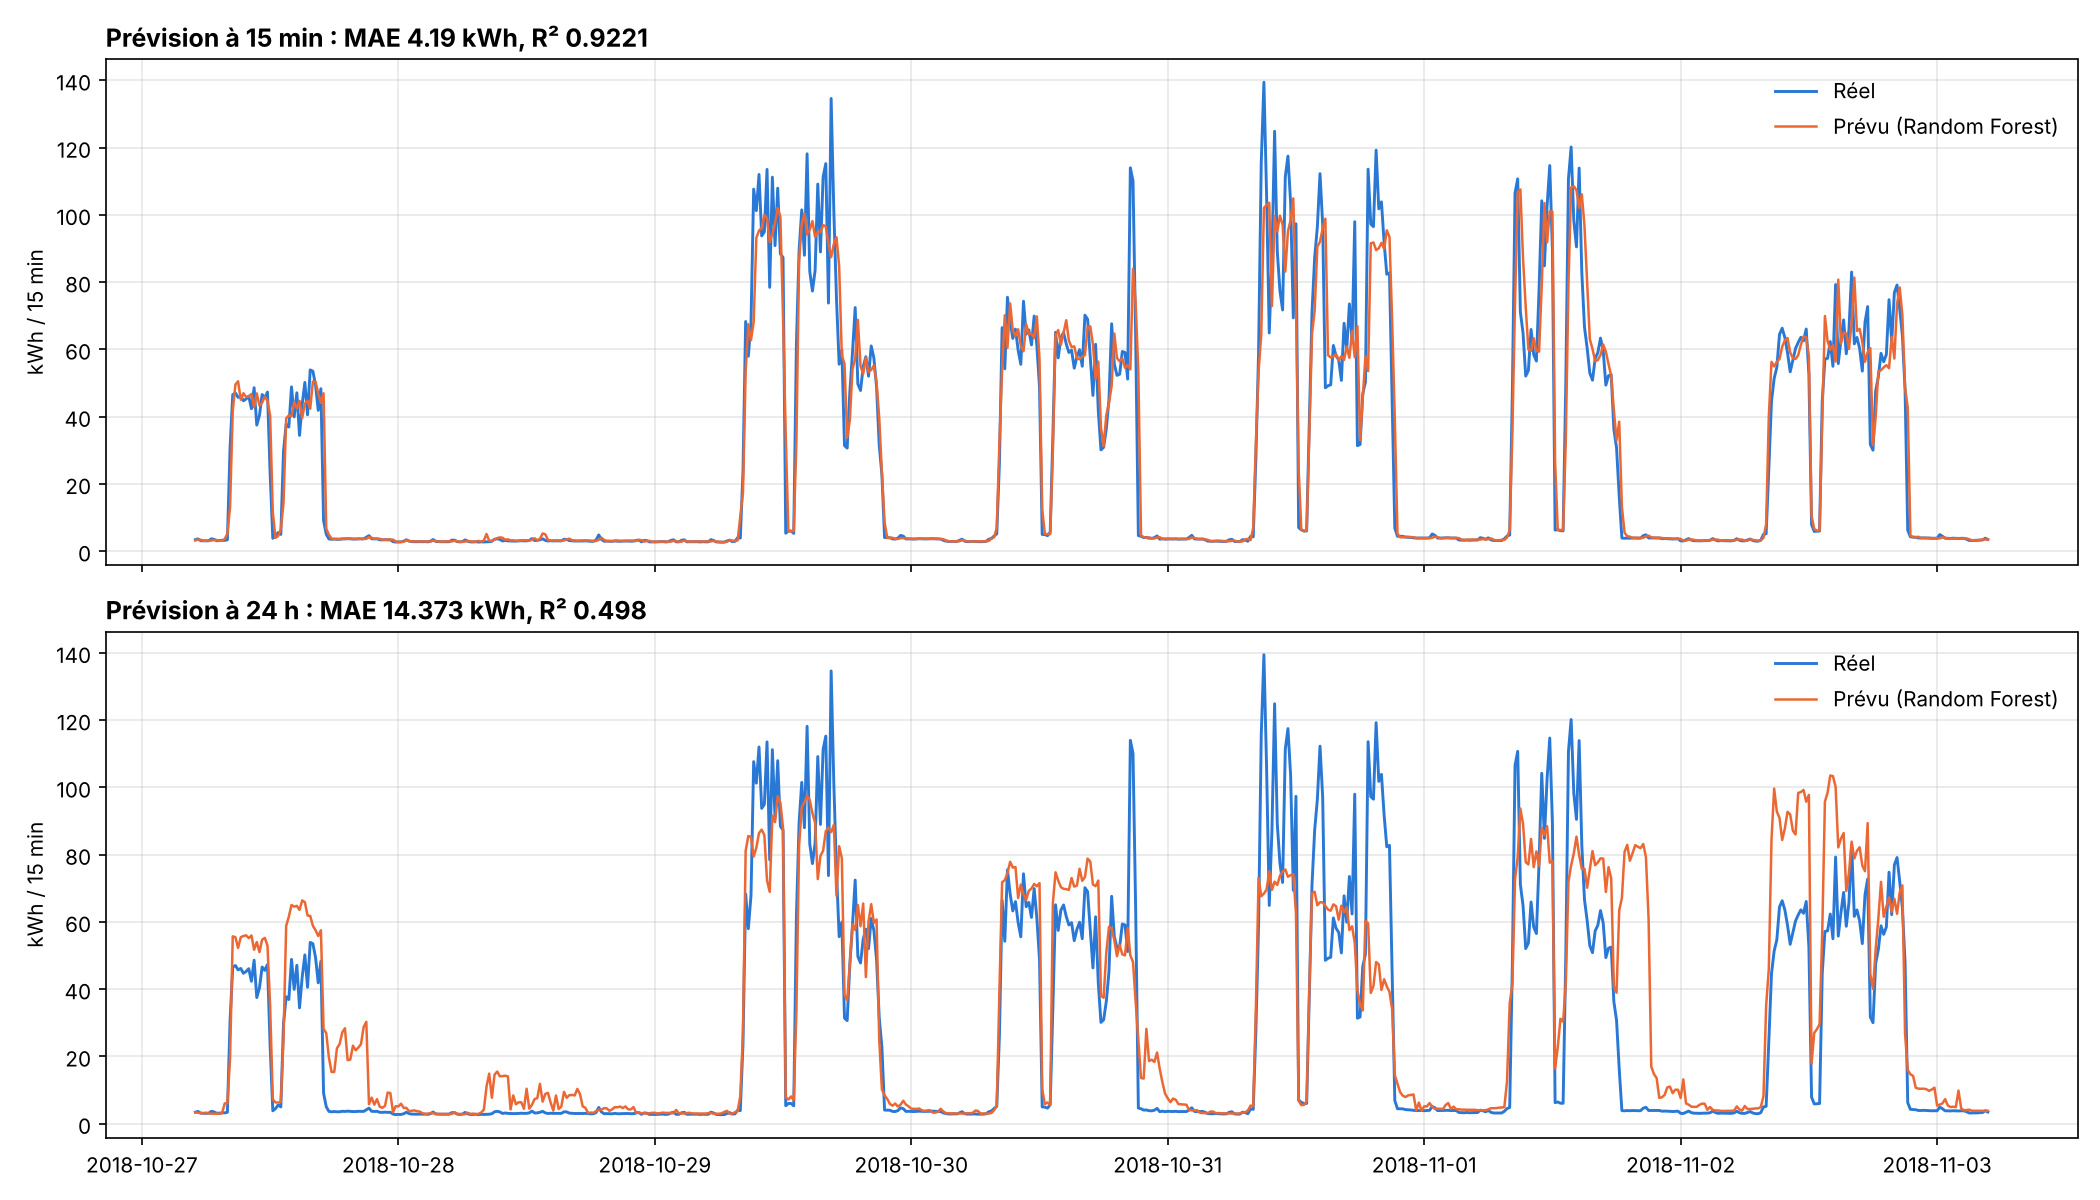 Prévision à 15 min : MAE 4.19 kWh, R² 0.9221
140
120
100
80
60
40
20
0
kWh / 15 min
Réel
Prévu (Random Forest)
Prévision à 24 h : MAE 14.373 kWh, R² 0.498
140
120
100
80
60
40
20
0
kWh / 15 min
Réel
Prévu (Random Forest)
2018-10-27 2018-10-28 2018-10-29 2018-10-30 2018-10-31 2018-11-01 2018-11-02 2018-11-03